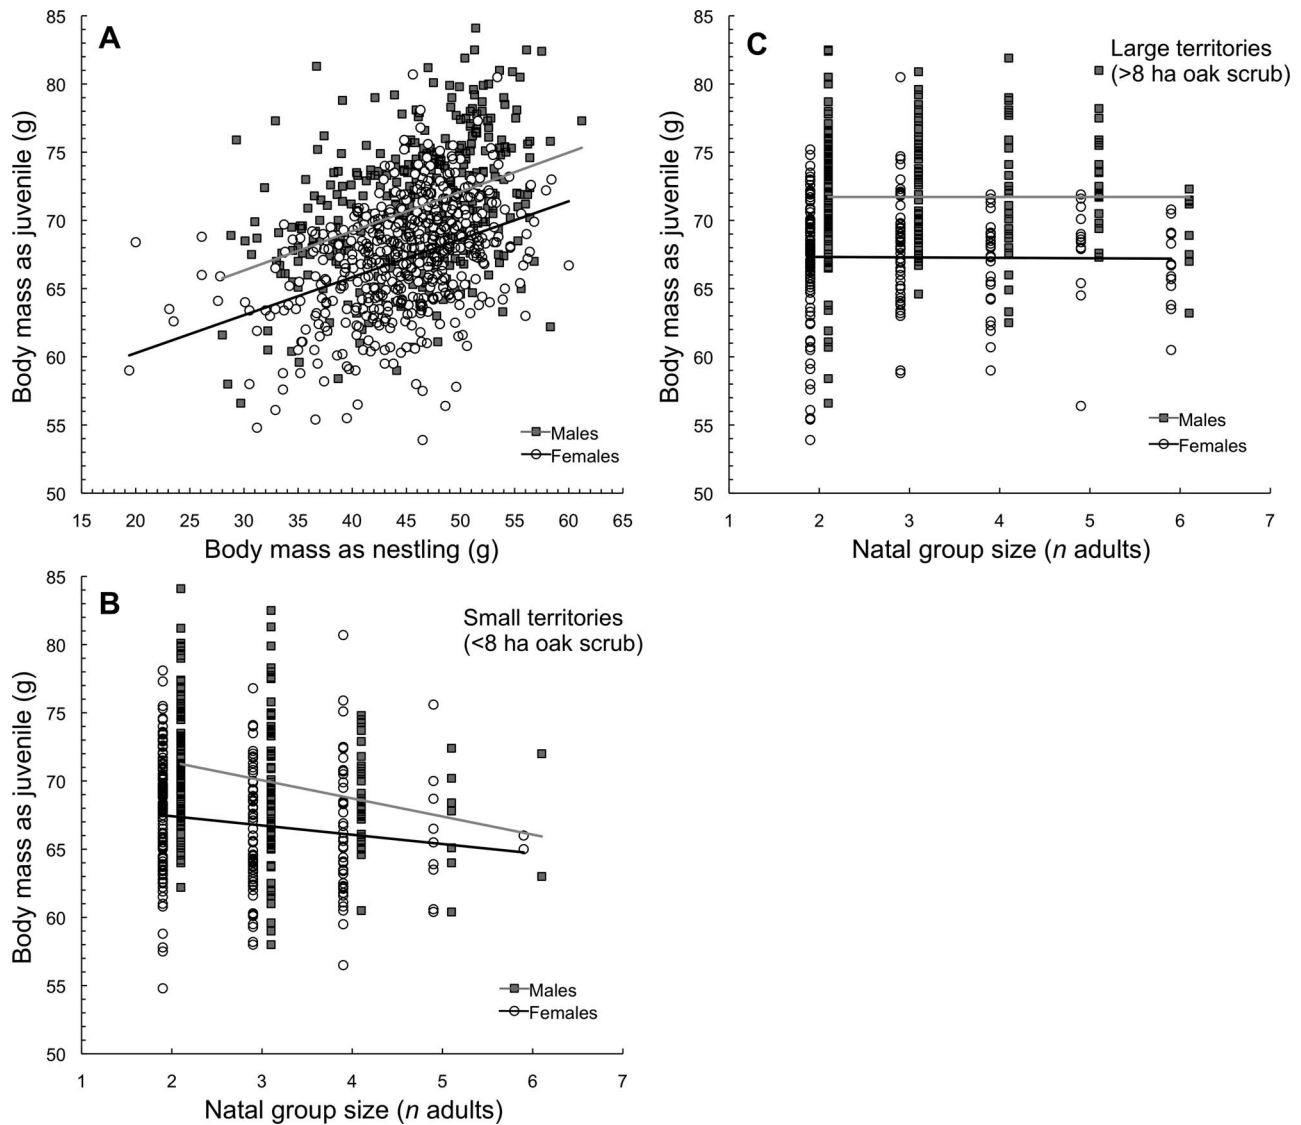 A
Body mass as juvenile (g)
85
80
75
70
65
60
55
50
15 20 25 30 35 40 45 50 55 60 65
Body mass as nestling (g)
Males
Females
C
Large territories
(>8 ha oak scrub)
Body mass as juvenile (g)
85
80
75
70
65
60
55
50
1 2 3 4 5 6 7
Natal group size (n adults)
Males
Females
B
Small territories
(<8 ha oak scrub)
Body mass as juvenile (g)
85
80
75
70
65
60
55
50
1 2 3 4 5 6 7
Natal group size (n adults)
Males
Females